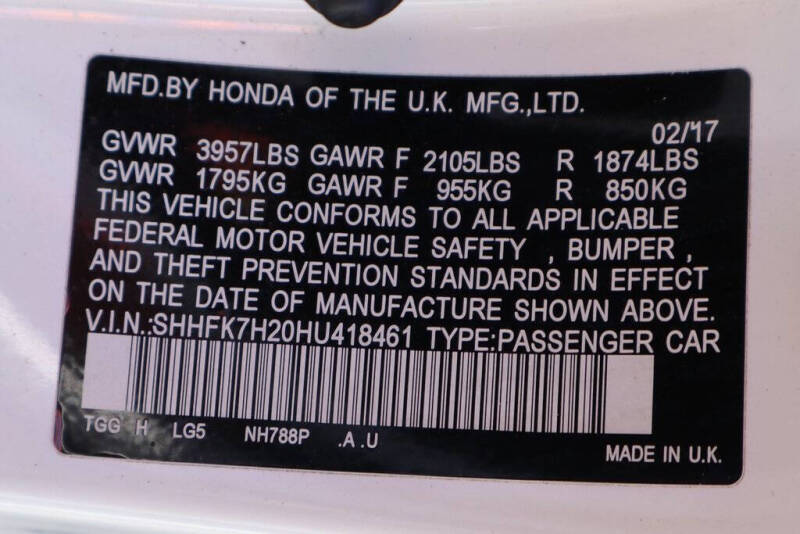 MFD.BY HONDA OF THE U.K. MFG.,LTD.
02/17
GVWR 3957LBS GAWR F 2105LBS R 1874LBS
GVWR 1795KG GAWR F 955KG R 850KG
THIS VEHICLE CONFORMS TO ALL APPLICABLE
FEDERAL MOTOR VEHICLE SAFETY , BUMPER ,
AND THEFT PREVENTION STANDARDS IN EFFECT
ON THE DATE OF MANUFACTURE SHOWN ABOVE.
V.I.N.:SHHFK7H20HU418461 TYPE:PASSENGER CAR
TGG H LG5 NH788P .A .U
MADE IN U.K.